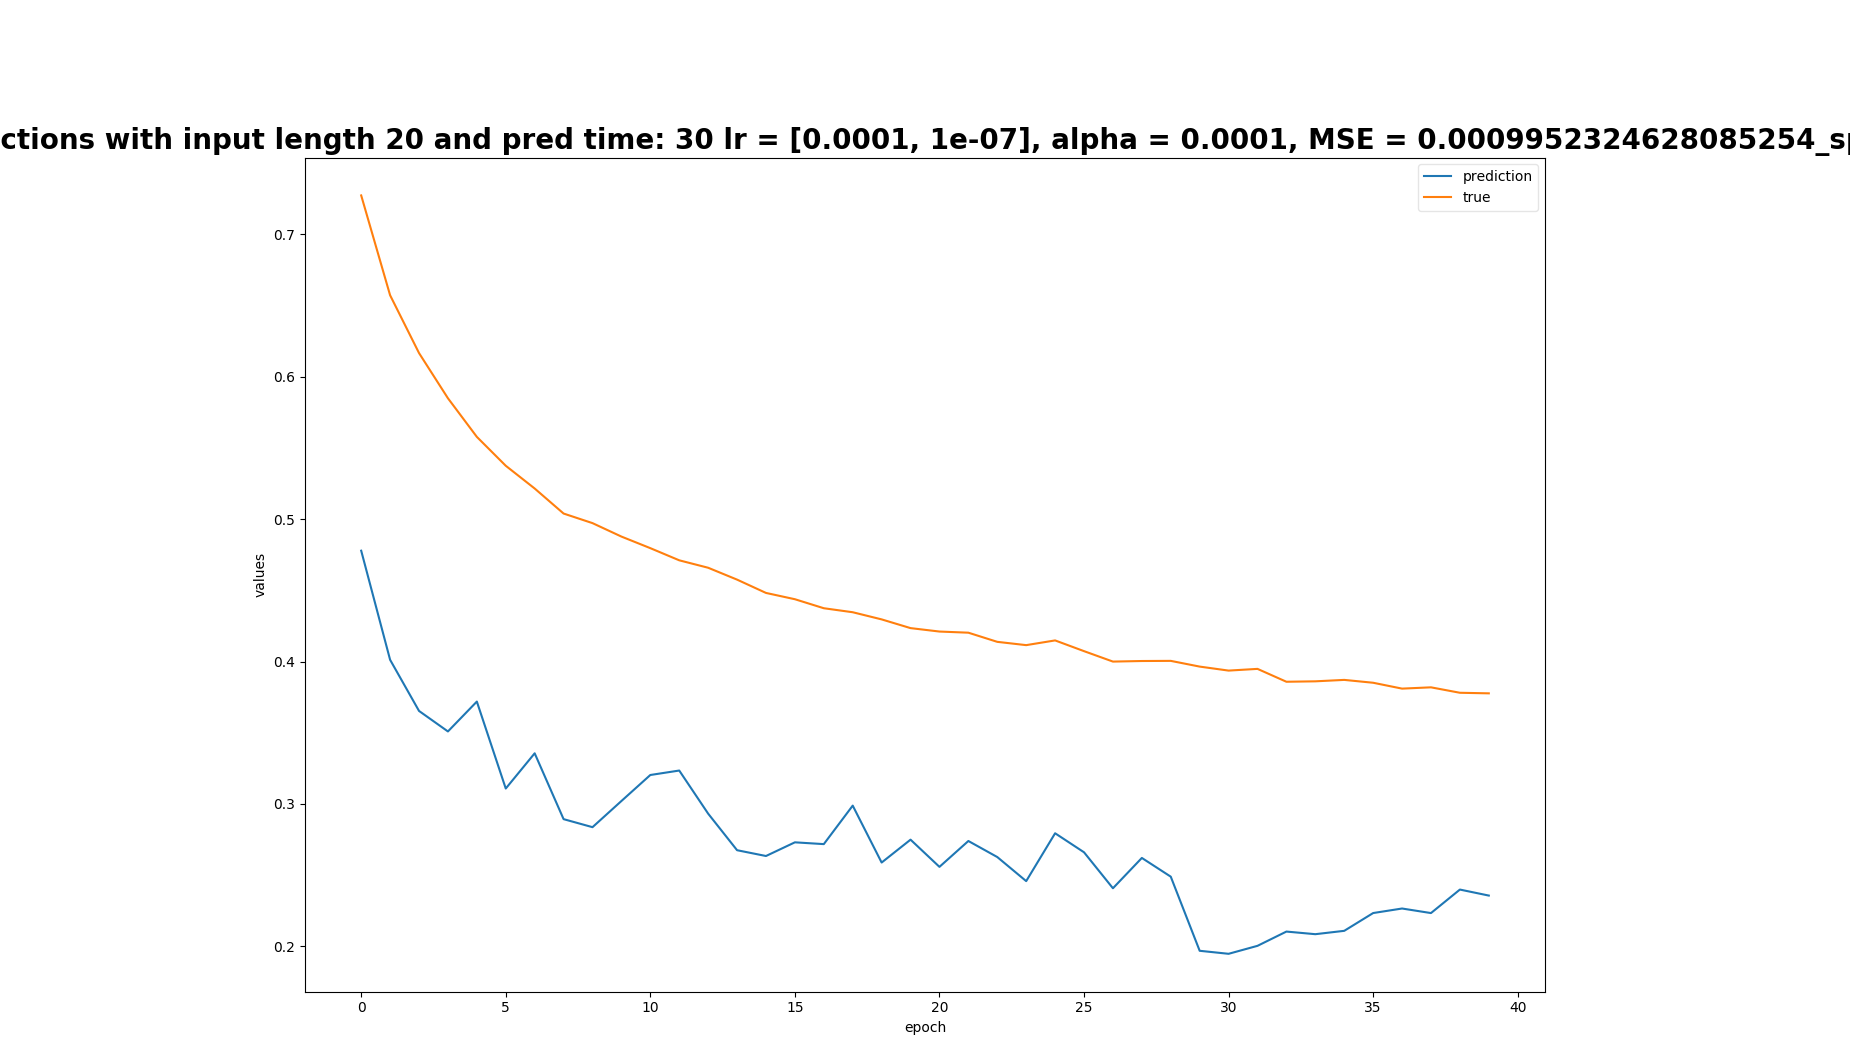 ctions with input length 20 and pred time: 30 lr = [0.0001, 1e-07], alpha = 0.0001, MSE = 0.0009952324628085254_sp
prediction
true
0.7
0.6
0.5
0.4
0.3
0.2
values
0 5 10 15 20 25 30 35 40
epoch